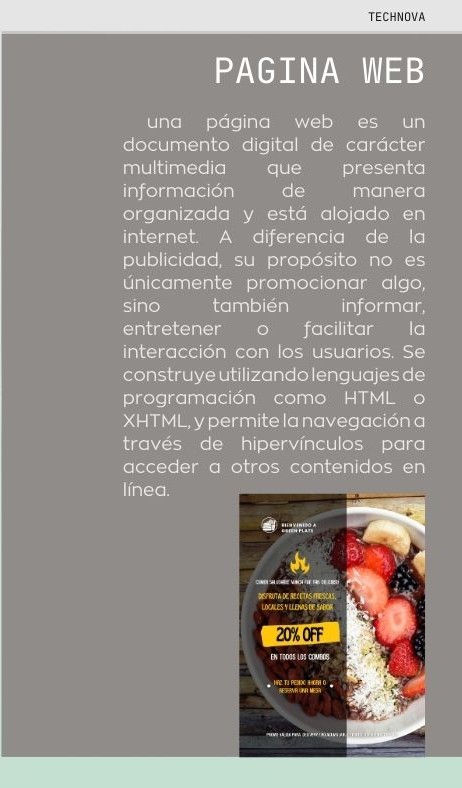 TECHNOVA
PAGINA WEB
una página web es un
documento digital de carácter
multimedia que presenta
información de manera
organizada y está alojado en
internet. A diferencia de la
publicidad, su propósito no es
únicamente promocionar algo,
sino también informar,
entretener o facilitar la
interacción con los usuarios. Se
construye utilizando lenguajes de
programación como HTML o
XHTML, y permite la navegación a
través de hipervínculos para
acceder a otros contenidos en
línea.
BIENVENIDO A
GREEN PLATE
COMER SALUDABLE NUNCA FUE TAN DELICIOSO
DISFRUTA DE RECETAS FRESCAS,
LOCALES Y LLENAS DE SABOR
20% OFF
EN TODOS LOS COMBOS
HAZ TU PEDIDO AHORA O
RESERVA UNA MESA